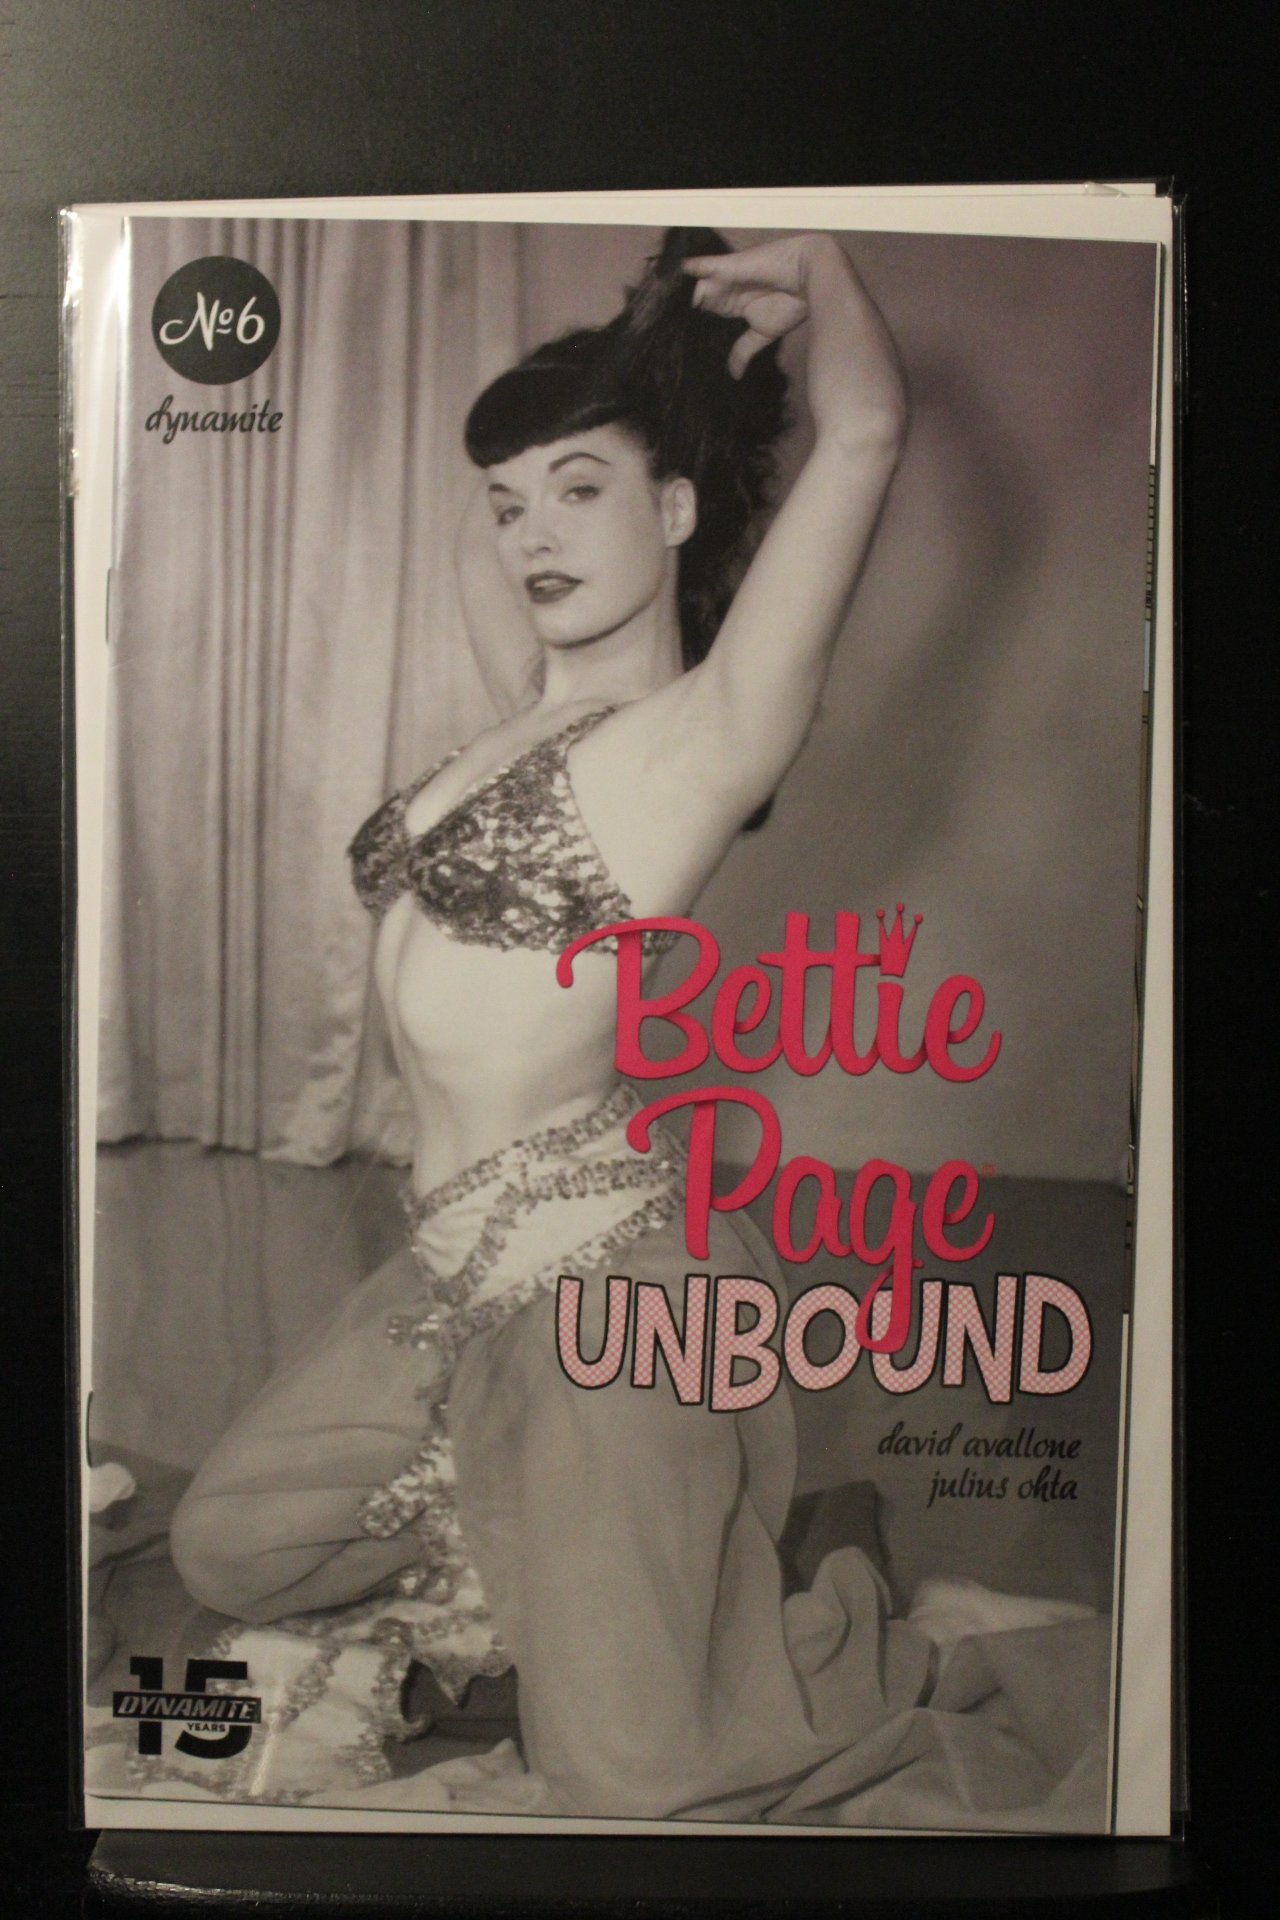 №6
dynamite
Bettie
Page®
UNBOUND
david avallone
julius ohta
15
DYNAMITE
YEARS